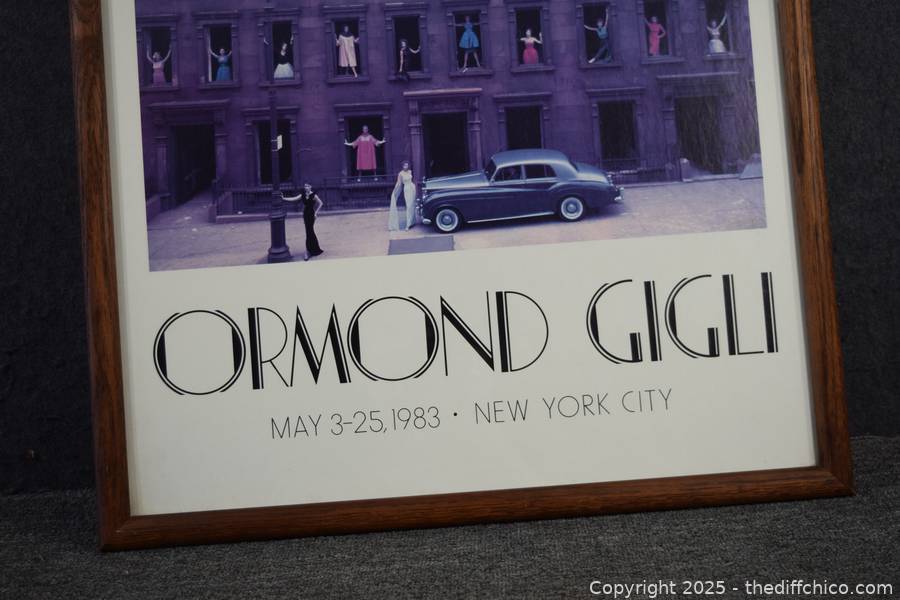 ORMOND GIGLI
MAY 3-25, 1983 · NEW YORK CITY
Copyright 2025 - thediffchico.com